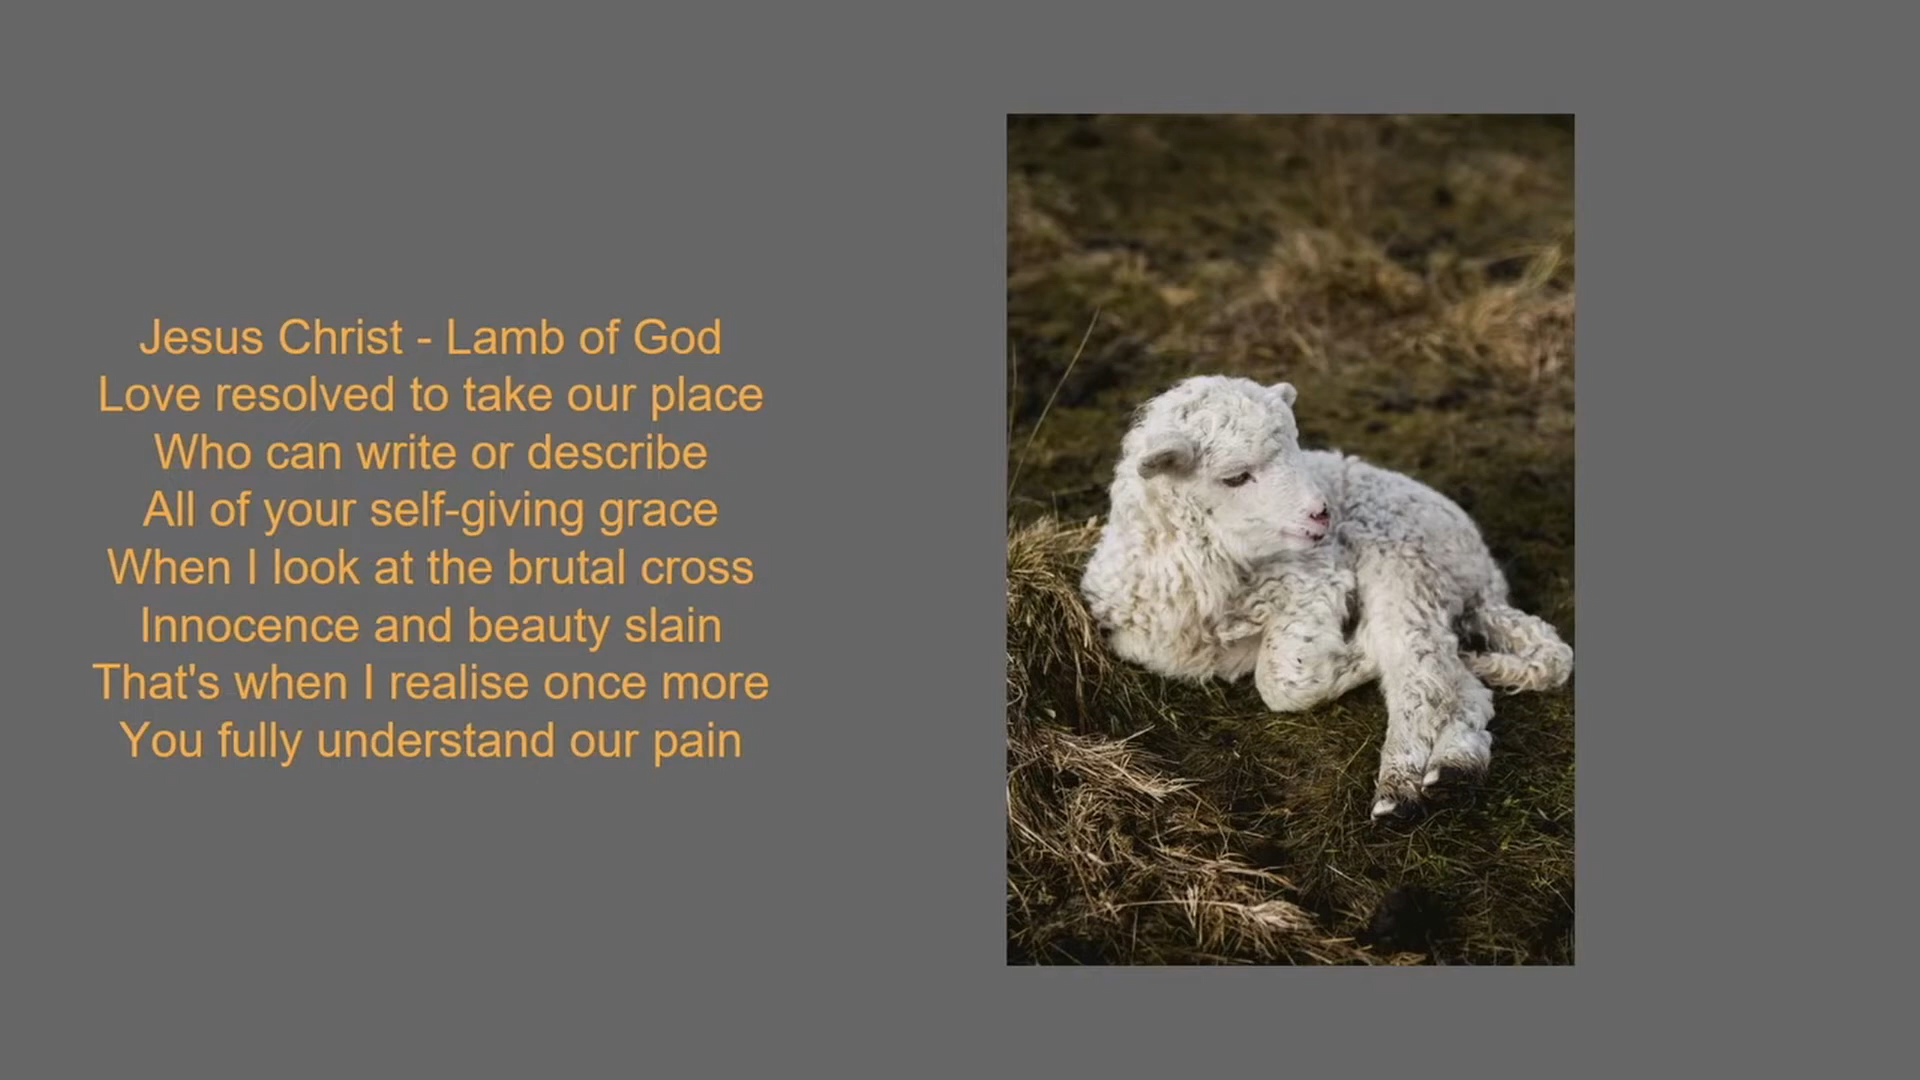 Jesus Christ - Lamb of God
Love resolved to take our place
Who can write or describe
All of your self-giving grace
When I look at the brutal cross
Innocence and beauty slain
That's when I realise once more
You fully understand our pain